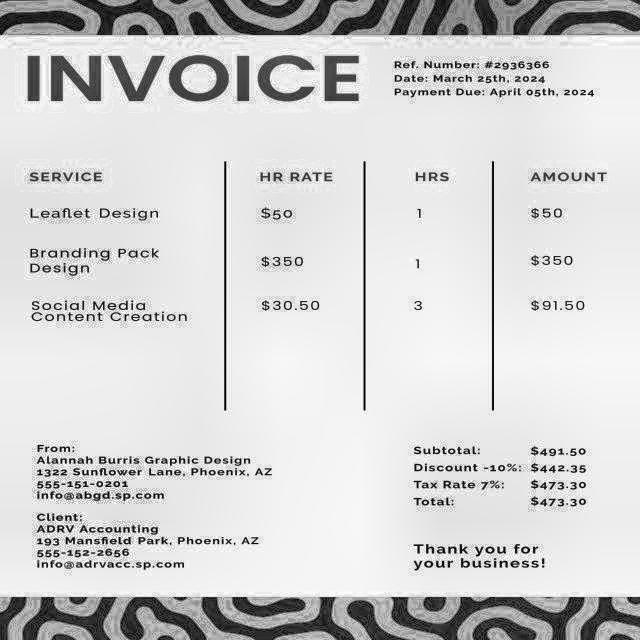 INVOICE
Ref. Number: #2936366
Date: March 25th, 2024
Payment Due: April 05th, 2024
SERVICE HR RATE HRS AMOUNT
Leaflet Design $50 1 $50
Branding Pack
Design $350 1 $350
Social Media
Content Creation $30.50 3 $91.50
From:
Alannah Burris Graphic Design
1322 Sunflower Lane, Phoenix, AZ
555-151-0201
info@abgd.sp.com
Client:
ADRV Accounting
193 Mansfield Park, Phoenix, AZ
555-152-2656
info@adrvacc.sp.com
Subtotal: $491.50
Discount -10%: $442.35
Tax Rate 7%: $473.30
Total: $473.30
Thank you for
your business!